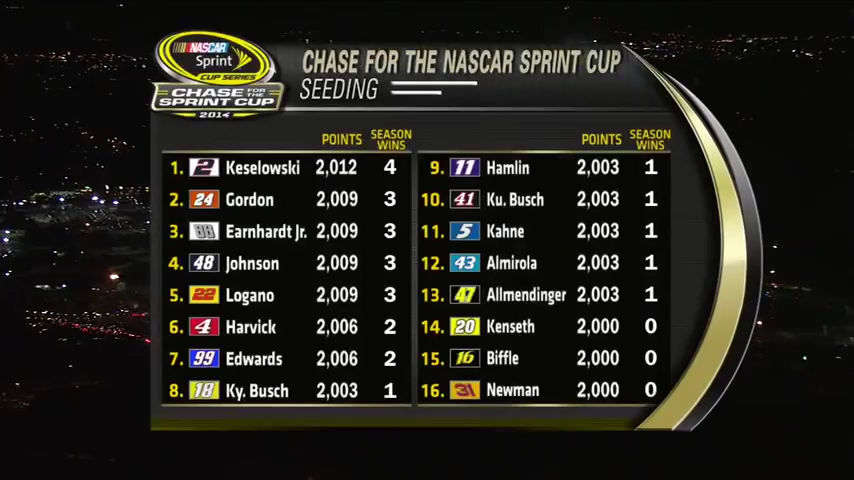 NASCAR
Sprint
CUP SERIES
CHASE FOR THE
SPRINT CUP
2014
CHASE FOR THE NASCAR SPRINT CUP
SEEDING
POINTS SEASON WINS
1. 2 Keselowski 2,012 4
2. 24 Gordon 2,009 3
3. 88 Earnhardt Jr. 2,009 3
4. 48 Johnson 2,009 3
5. 22 Logano 2,009 3
6. 4 Harvick 2,006 2
7. 99 Edwards 2,006 2
8. 18 Ky. Busch 2,003 1
POINTS SEASON WINS
9. 11 Hamlin 2,003 1
10. 41 Ku. Busch 2,003 1
11. 5 Kahne 2,003 1
12. 43 Almirola 2,003 1
13. 47 Allmendinger 2,003 1
14. 20 Kenseth 2,000 0
15. 16 Biffle 2,000 0
16. 31 Newman 2,000 0